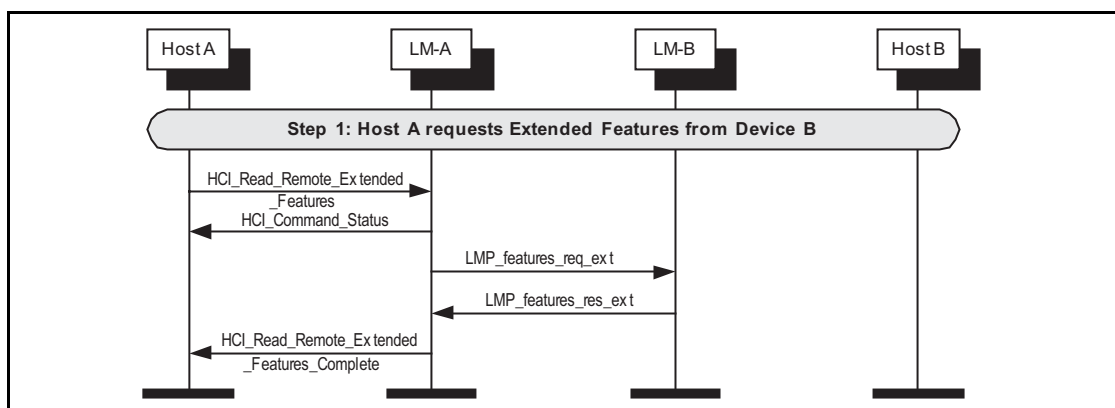 Host A
LM-A
LM-B
Host B
Step 1: Host A requests Extended Features from Device B
HCI_Read_Remote_Extended
_Features
HCI_Command_Status
LMP_features_req_ext
LMP_features_res_ext
HCI_Read_Remote_Extended
_Features_Complete